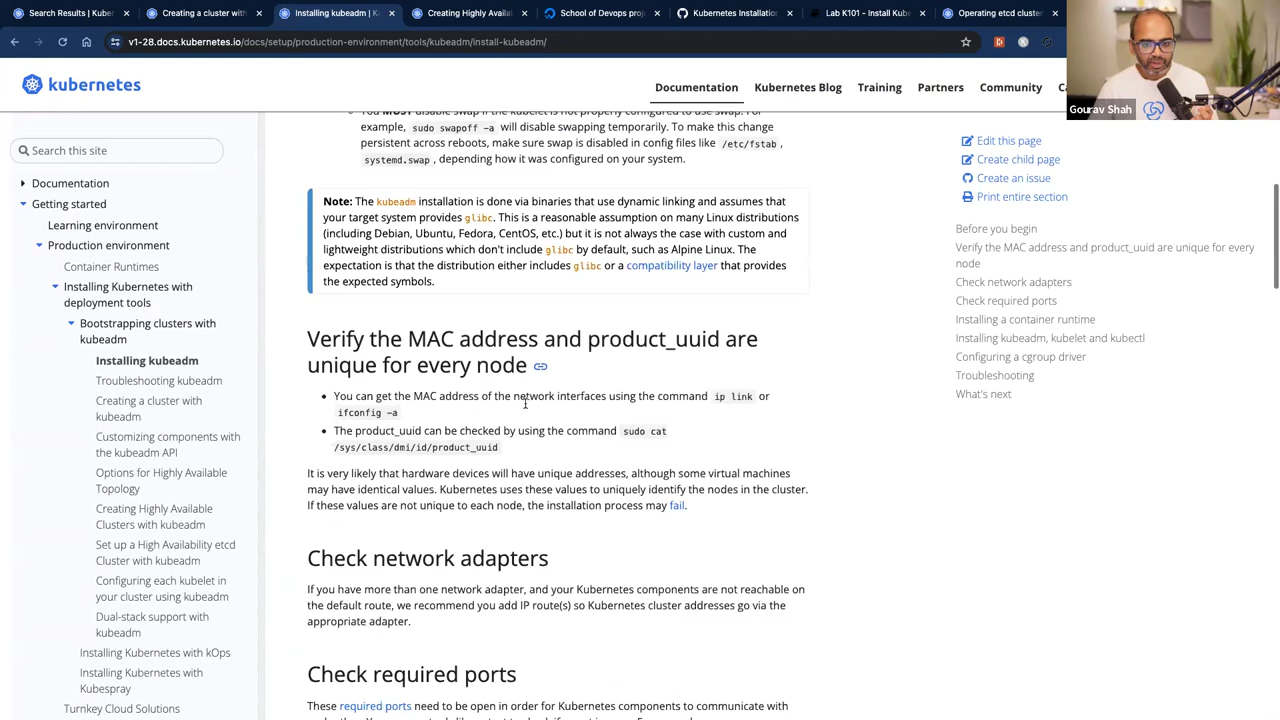 Search Results | Kuber
Creating a cluster with
Installing kubeadm | K
Creating Highly Availa
School of Devops proj
Kubernetes Installation
Lab K101 - Install Kube
Operating etcd cluster
v1-28.docs.kubernetes.io/docs/setup/production-environment/tools/kubeadm/install-kubeadm/
kubernetes
Documentation
Kubernetes Blog
Training
Partners
Community
Gourav Shah
Search this site
Documentation
Getting started
Learning environment
Production environment
Container Runtimes
Installing Kubernetes with
deployment tools
Bootstrapping clusters with
kubeadm
Installing kubeadm
Troubleshooting kubeadm
Creating a cluster with
kubeadm
Customizing components with
the kubeadm API
Options for Highly Available
Topology
Creating Highly Available
Clusters with kubeadm
Set up a High Availability etcd
Cluster with kubeadm
Configuring each kubelet in
your cluster using kubeadm
Dual-stack support with
kubeadm
Installing Kubernetes with kOps
Installing Kubernetes with
Kubespray
Turnkey Cloud Solutions
You MUST disable swap if the kubelet is not properly configured to use swap. For
example, sudo swapoff -a will disable swapping temporarily. To make this change
persistent across reboots, make sure swap is disabled in config files like /etc/fstab,
systemd.swap, depending how it was configured on your system.
Note: The kubeadm installation is done via binaries that use dynamic linking and assumes that
your target system provides glibc. This is a reasonable assumption on many Linux distributions
(including Debian, Ubuntu, Fedora, CentOS, etc.) but it is not always the case with custom and
lightweight distributions which don't include glibc by default, such as Alpine Linux. The
expectation is that the distribution either includes glibc or a compatibility layer that provides
the expected symbols.
Verify the MAC address and product_uuid are
unique for every node
You can get the MAC address of the network interfaces using the command ip link or
ifconfig -a
The product_uuid can be checked by using the command sudo cat
/sys/class/dmi/id/product_uuid
It is very likely that hardware devices will have unique addresses, although some virtual machines
may have identical values. Kubernetes uses these values to uniquely identify the nodes in the cluster.
If these values are not unique to each node, the installation process may fail.
Check network adapters
If you have more than one network adapter, and your Kubernetes components are not reachable on
the default route, we recommend you add IP route(s) so Kubernetes cluster addresses go via the
appropriate adapter.
Check required ports
These required ports need to be open in order for Kubernetes components to communicate with
Edit this page
Create child page
Create an issue
Print entire section
Before you begin
Verify the MAC address and product_uuid are unique for every
node
Check network adapters
Check required ports
Installing a container runtime
Installing kubeadm, kubelet and kubectl
Configuring a cgroup driver
Troubleshooting
What's next